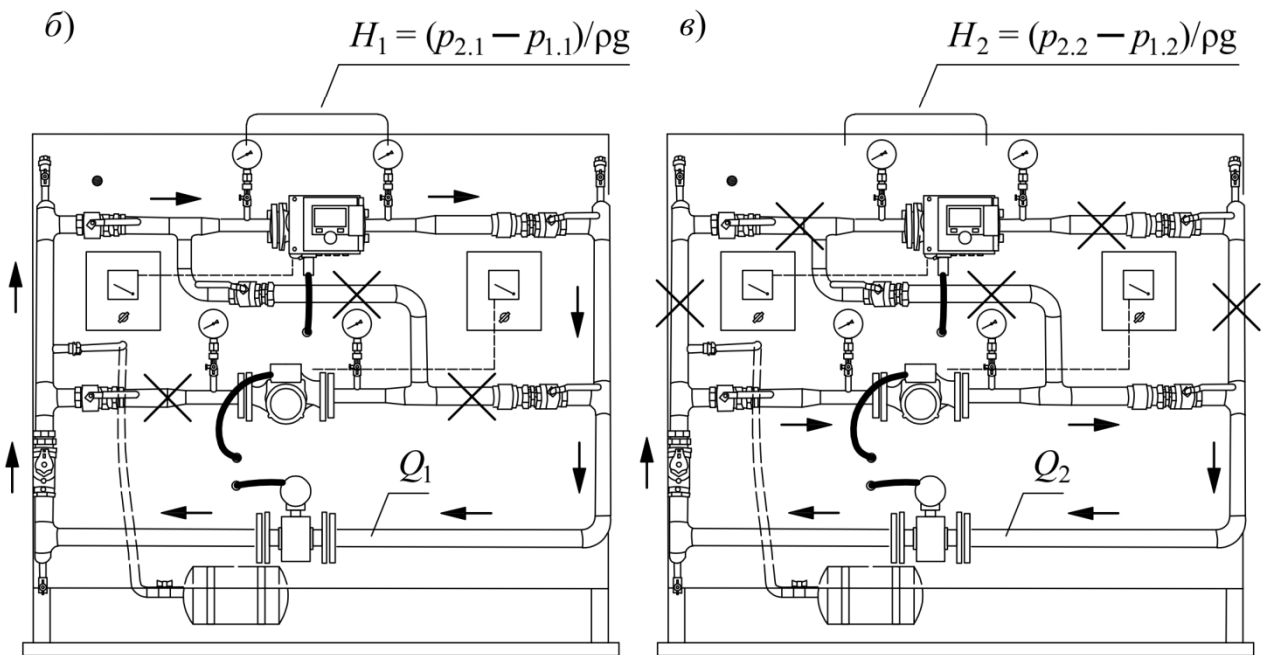 б)
H₁ = (p₂.₁ − p₁.₁)/ρg
в)
H₂ = (p₂.₂ − p₁.₂)/ρg
Q₁
Q₂